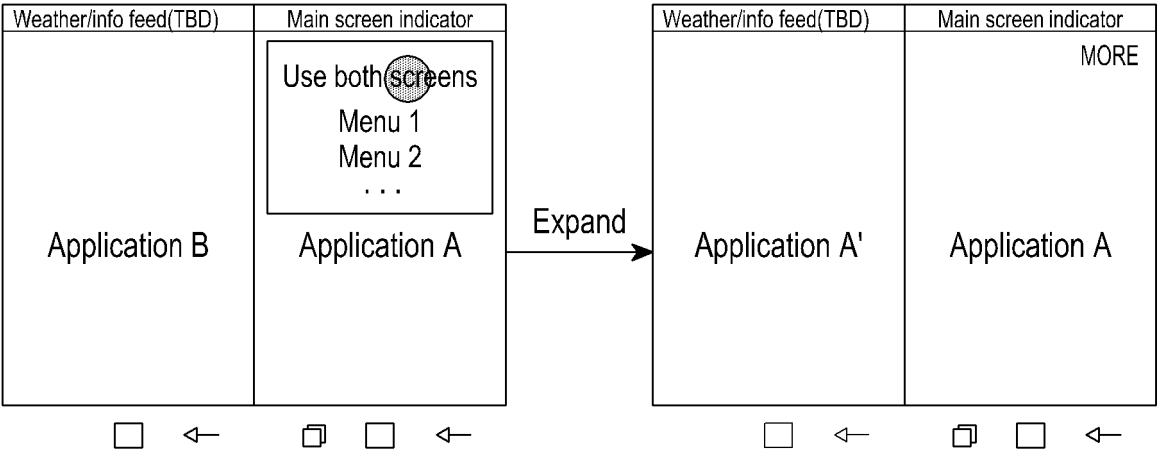 Weather/info feed(TBD)
Main screen indicator
Use both screens
Menu 1
Menu 2
. . .
Application B
Application A
Expand
Weather/info feed(TBD)
Main screen indicator
MORE
Application A'
Application A